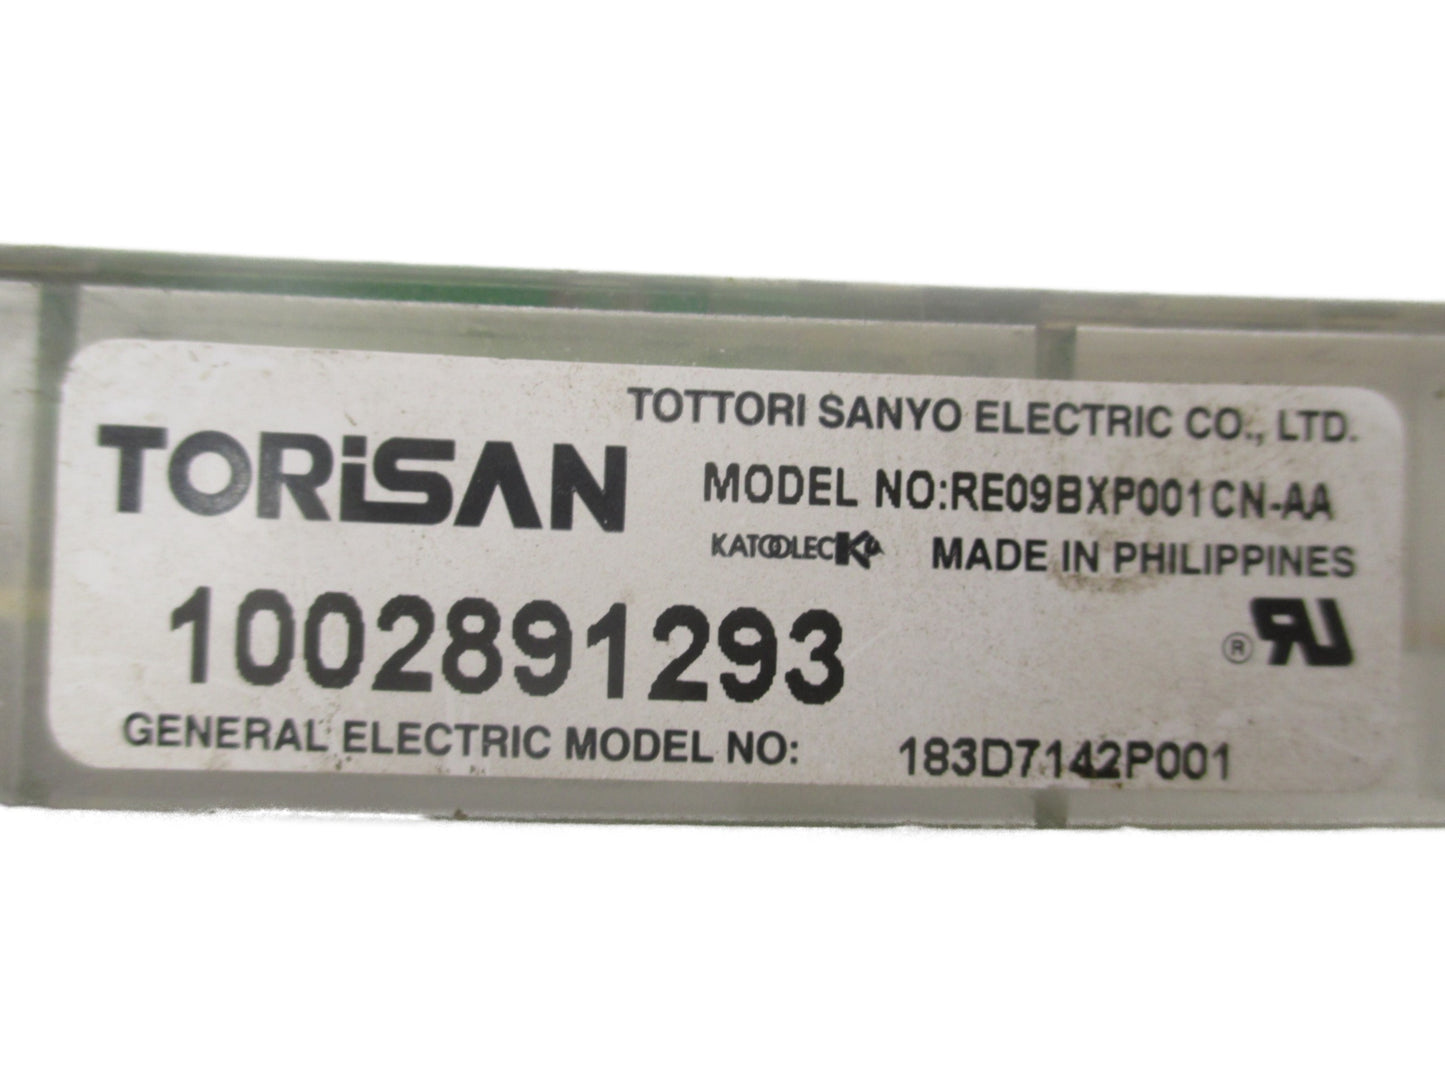 TORiSAN
TOTTORI SANYO ELECTRIC CO., LTD.
MODEL NO:RE09BXP001CN-AA
KATOOLEC MADE IN PHILIPPINES
1002891293
®
GENERAL ELECTRIC MODEL NO: 183D7142P001